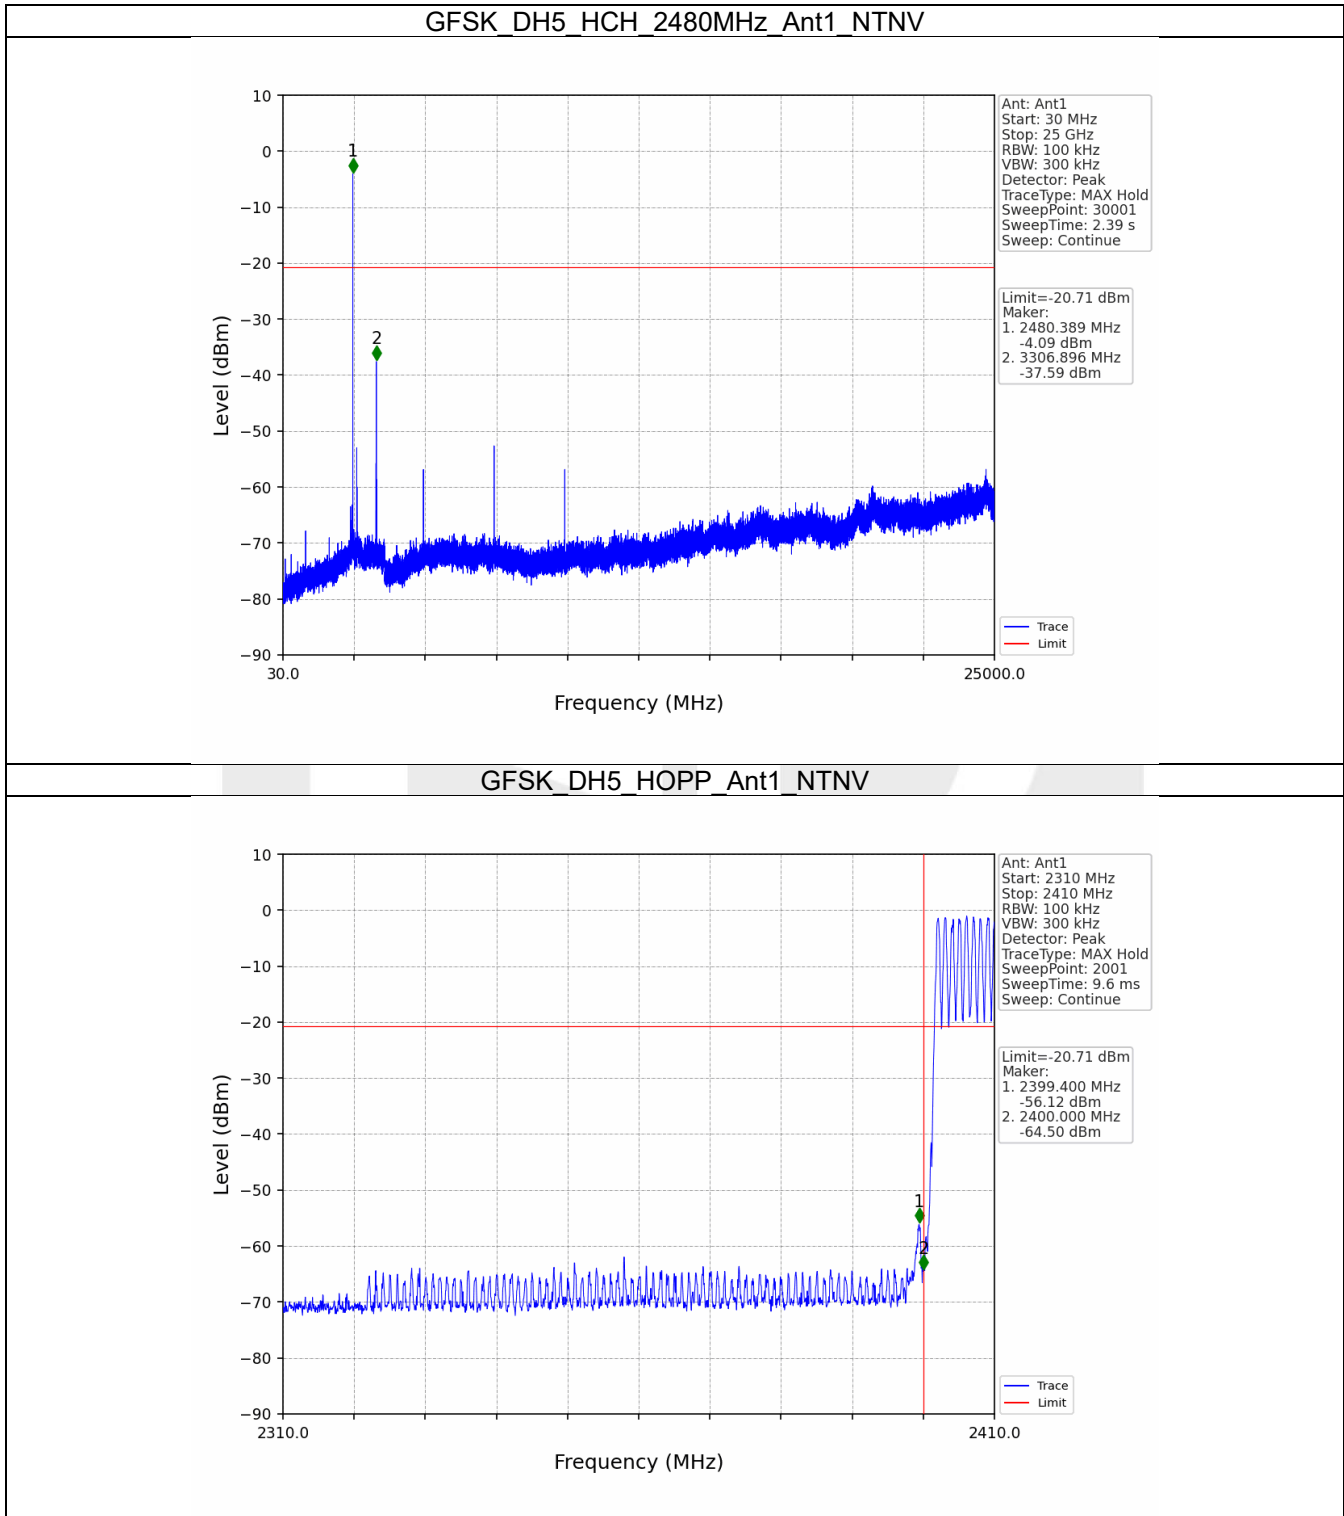 GFSK_DH5_HCH_2480MHz_Ant1_NTNV
10
0
−10
−20
−30
−40
−50
−60
−70
−80
−90
Level (dBm)
1
2
30.0
25000.0
Frequency (MHz)
Ant: Ant1
Start: 30 MHz
Stop: 25 GHz
RBW: 100 kHz
VBW: 300 kHz
Detector: Peak
TraceType: MAX Hold
SweepPoint: 30001
SweepTime: 2.39 s
Sweep: Continue
Limit=-20.71 dBm
Maker:
1. 2480.389 MHz
-4.09 dBm
2. 3306.896 MHz
-37.59 dBm
Trace
Limit
GFSK_DH5_HOPP_Ant1_NTNV
10
0
−10
−20
−30
−40
−50
−60
−70
−80
−90
Level (dBm)
1
2
2310.0
2410.0
Frequency (MHz)
Ant: Ant1
Start: 2310 MHz
Stop: 2410 MHz
RBW: 100 kHz
VBW: 300 kHz
Detector: Peak
TraceType: MAX Hold
SweepPoint: 2001
SweepTime: 9.6 ms
Sweep: Continue
Limit=-20.71 dBm
Maker:
1. 2399.400 MHz
-56.12 dBm
2. 2400.000 MHz
-64.50 dBm
Trace
Limit